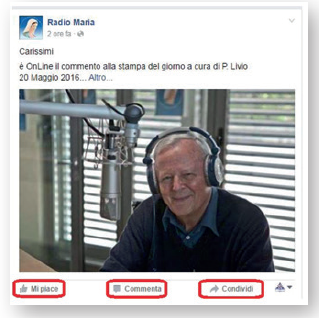 Radio Maria
2 ore fa
Carissimi
é OnLine il commento alla stampa del giorno a cura di P. Livio
20 Maggio 2016... Altro...
Mi piace
Commenta
Condividi